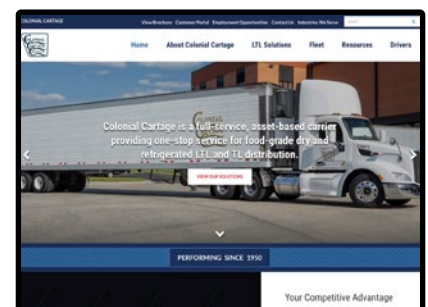 COLONIAL CARTAGE
View Brochure Customer Portal Employment Opportunities Contact Us Industries We Serve
Home About Colonial Cartage LTL Solutions Fleet Resources Drivers
Colonial Cartage is a full-service, asset-based carrier
providing one-stop service for food-grade dry and
refrigerated LTL and TL distribution.
VIEW OUR SOLUTIONS
PERFORMING SINCE 1950
Your Competitive Advantage